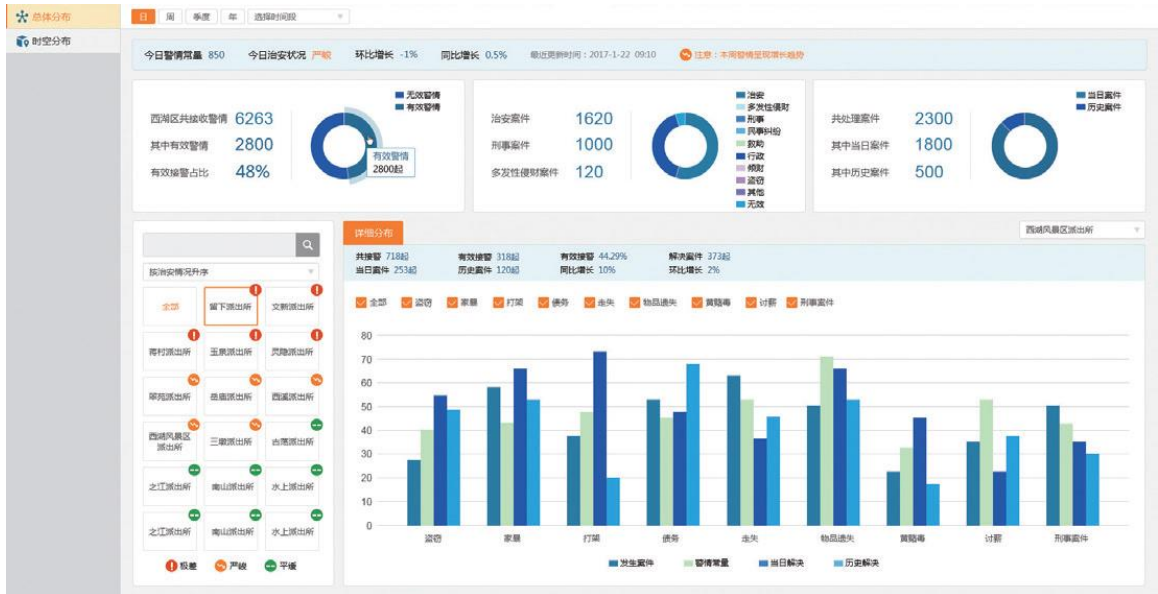 总体分布
时空分布
日 周 季度 年 选择时间段
今日警情常量 850 今日治安状况 严峻 环比增长 -1% 同比增长 0.5% 最近更新时间：2017-1-22 09:10 注意：本周警情呈现增长趋势
西湖区共接收警情 6263
其中有效警情 2800
有效接警占比 48%
无效警情
有效警情
有效警情
2800起
治安案件 1620
刑事案件 1000
多发性侵财案件 120
治安
多发性侵财
刑事
民事纠纷
救助
行政
倾财
盗窃
其他
无效
共处理案件 2300
其中当日案件 1800
其中历史案件 500
当日案件
历史案件
按治安情况升序
全部 留下派出所 文新派出所
蒋村派出所 玉泉派出所 灵隐派出所
翠苑派出所 岳庙派出所 西溪派出所
西湖风景区派出所 三墩派出所 古荡派出所
之江派出所 南山派出所 水上派出所
之江派出所 南山派出所 水上派出所
极差 严峻 平缓
详细分布
西湖风景区派出所
共接警 718起 有效接警 318起 有效接警 44.29% 解决案件 373起
当日案件 253起 历史案件 120起 同比增长 10% 环比增长 2%
全部 盗窃 家暴 打架 债务 走失 物品遗失 黄赌毒 讨薪 刑事案件
80
70
60
50
40
30
20
10
0
盗窃 家暴 打架 债务 走失 物品遗失 黄赌毒 讨薪 刑事案件
发生案件 警情常量 当日解决 历史解决